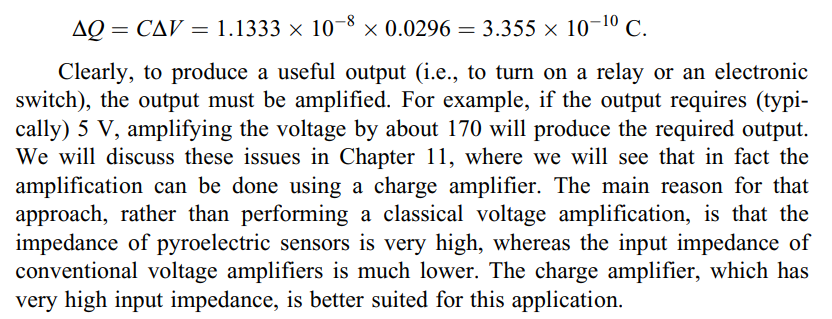 ΔQ = CΔV = 1.1333 × 10⁻⁸ × 0.0296 = 3.355 × 10⁻¹⁰ C.
Clearly, to produce a useful output (i.e., to turn on a relay or an electronic
switch), the output must be amplified. For example, if the output requires (typi-
cally) 5 V, amplifying the voltage by about 170 will produce the required output.
We will discuss these issues in Chapter 11, where we will see that in fact the
amplification can be done using a charge amplifier. The main reason for that
approach, rather than performing a classical voltage amplification, is that the
impedance of pyroelectric sensors is very high, whereas the input impedance of
conventional voltage amplifiers is much lower. The charge amplifier, which has
very high input impedance, is better suited for this application.